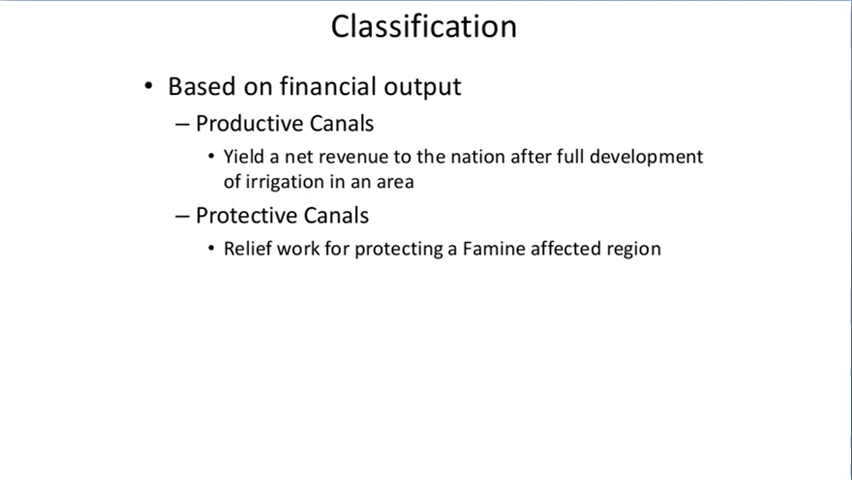 Classification
• Based on financial output
– Productive Canals
• Yield a net revenue to the nation after full development
of irrigation in an area
– Protective Canals
• Relief work for protecting a Famine affected region